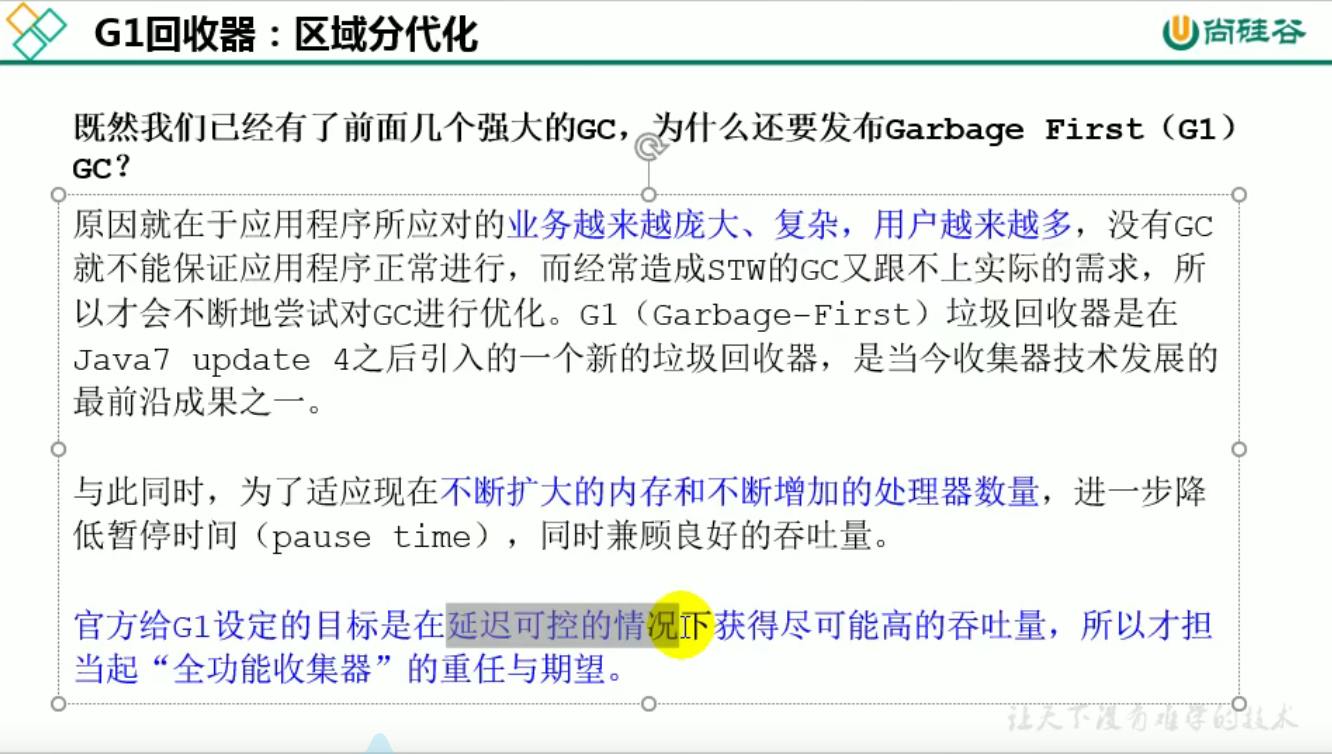 G1回收器：区域分代化
尚硅谷
既然我们已经有了前面几个强大的GC，为什么还要发布Garbage First（G1）
GC？
原因就在于应用程序所应对的业务越来越庞大、复杂，用户越来越多，没有GC
就不能保证应用程序正常进行，而经常造成STW的GC又跟不上实际的需求，所
以才会不断地尝试对GC进行优化。G1（Garbage-First）垃圾回收器是在
Java7 update 4之后引入的一个新的垃圾回收器，是当今收集器技术发展的
最前沿成果之一。
与此同时，为了适应现在不断扩大的内存和不断增加的处理器数量，进一步降
低暂停时间（pause time），同时兼顾良好的吞吐量。
官方给G1设定的目标是在延迟可控的情况下获得尽可能高的吞吐量，所以才担
当起“全功能收集器”的重任与期望。
让天下没有难学的技术